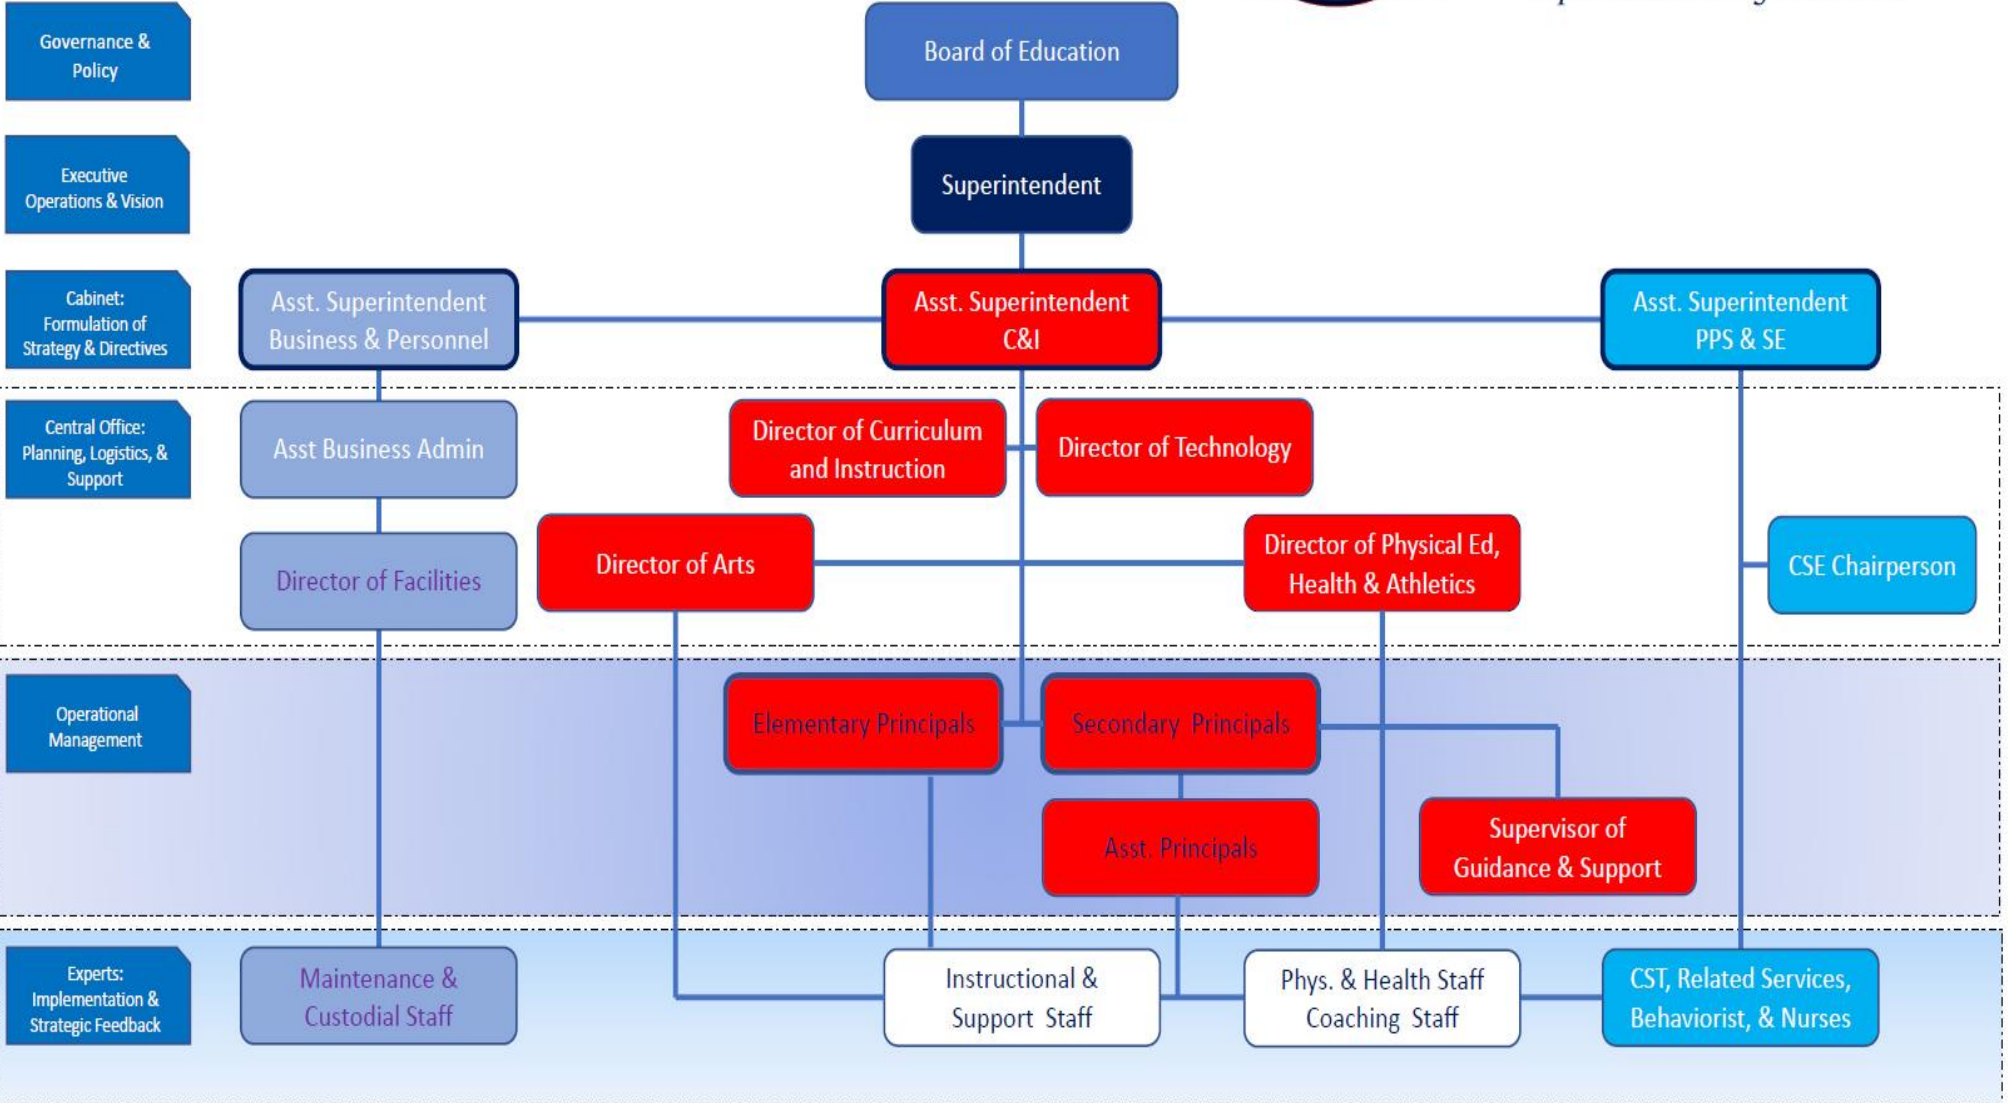 Governance &
Policy
Board of Education
Executive
Operations & Vision
Superintendent
Cabinet:
Formulation of
Strategy & Directives
Asst. Superintendent
Business & Personnel
Asst. Superintendent
C&I
Asst. Superintendent
PPS & SE
Central Office:
Planning, Logistics, &
Support
Asst Business Admin
Director of Curriculum
and Instruction
Director of Technology
Director of Facilities
Director of Arts
Director of Physical Ed,
Health & Athletics
CSE Chairperson
Operational
Management
Elementary Principals
Secondary Principals
Asst. Principals
Supervisor of
Guidance & Support
Experts:
Implementation &
Strategic Feedback
Maintenance &
Custodial Staff
Instructional &
Support Staff
Phys. & Health Staff
Coaching Staff
CST, Related Services,
Behaviorist, & Nurses